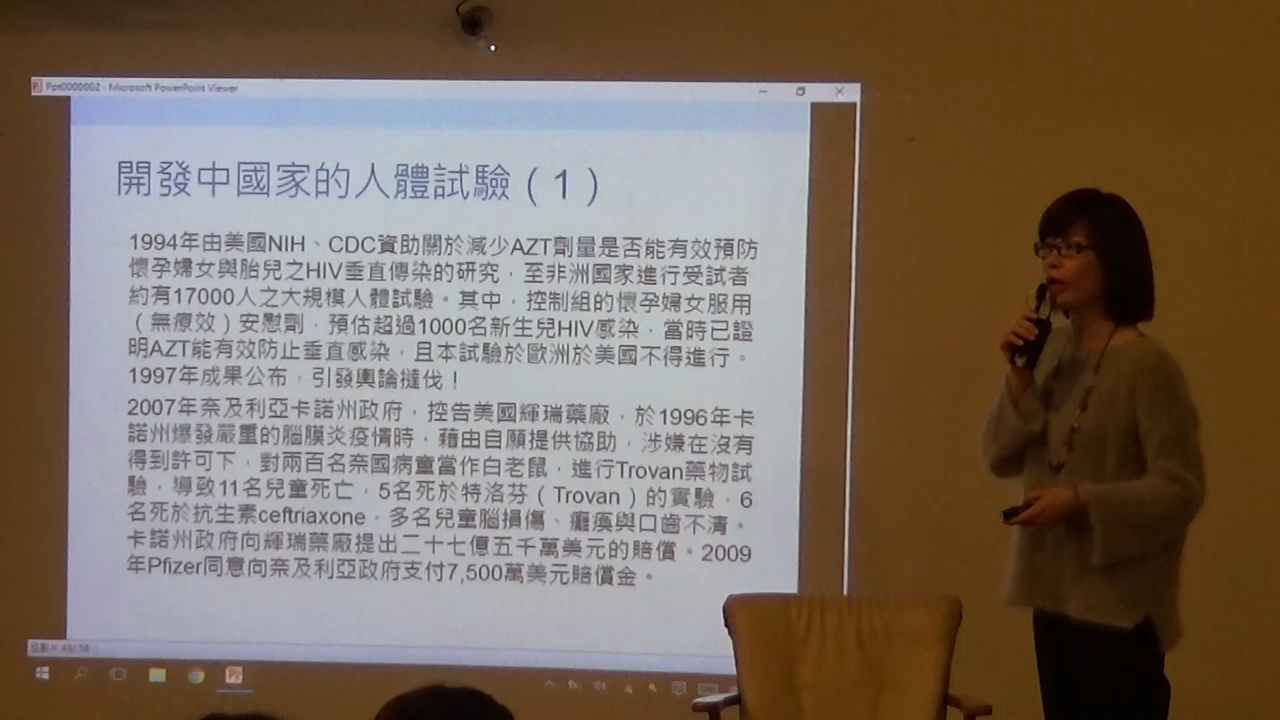 Ppt0000002 - Microsoft PowerPoint Viewer
開發中國家的人體試驗（1）
1994年由美國NIH、CDC資助關於減少AZT劑量是否能有效預防
懷孕婦女與胎兒之HIV垂直傳染的研究，至非洲國家進行受試者
約有17000人之大規模人體試驗。其中，控制組的懷孕婦女服用
（無療效）安慰劑，預估超過1000名新生兒HIV感染，當時已證
明AZT能有效防止垂直感染，且本試驗於歐洲於美國不得進行。
1997年成果公布，引發輿論撻伐！
2007年奈及利亞卡諾州政府，控告美國輝瑞藥廠，於1996年卡
諾州爆發嚴重的腦膜炎疫情時，藉由自願提供協助，涉嫌在沒有
得到許可下，對兩百名奈國病童當作白老鼠，進行Trovan藥物試
驗，導致11名兒童死亡，5名死於特洛芬（Trovan）的實驗，6
名死於抗生素ceftriaxone，多名兒童腦損傷、癱瘓與口齒不清。
卡諾州政府向輝瑞藥廠提出二十七億五千萬美元的賠償。2009
年Pfizer同意向奈及利亞政府支付7,500萬美元賠償金。